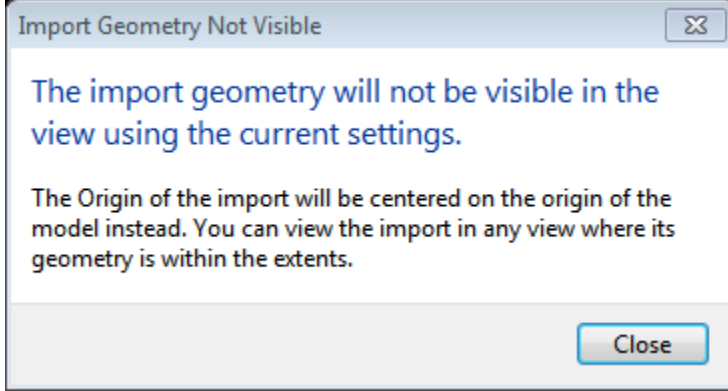 Import Geometry Not Visible
The import geometry will not be visible in the
view using the current settings.
The Origin of the import will be centered on the origin of the
model instead. You can view the import in any view where its
geometry is within the extents.
Close